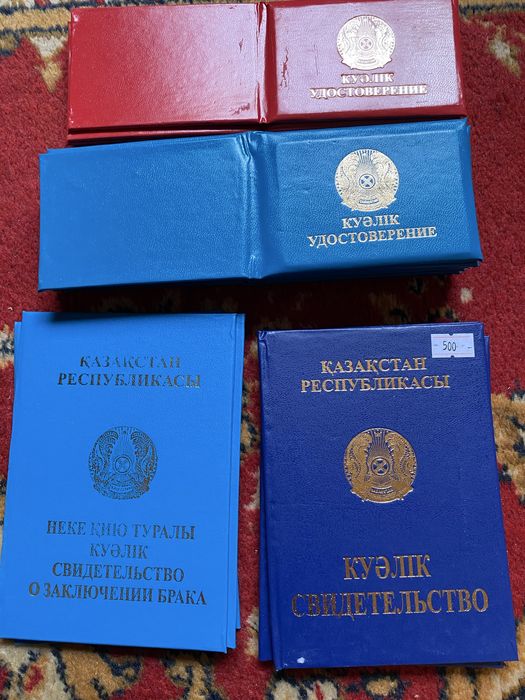 КУӘЛІК
УДОСТОВЕРЕНИЕ
КУӘЛІК
УДОСТОВЕРЕНИЕ
ҚАЗАҚСТАН
РЕСПУБЛИКАСЫ
НЕКЕ ҚИЮ ТУРАЛЫ
КУӘЛІК
СВИДЕТЕЛЬСТВО
О ЗАКЛЮЧЕНИИ БРАКА
500
ҚАЗАҚСТАН
РЕСПУБЛИКАСЫ
КУӘЛІК
СВИДЕТЕЛЬСТВО